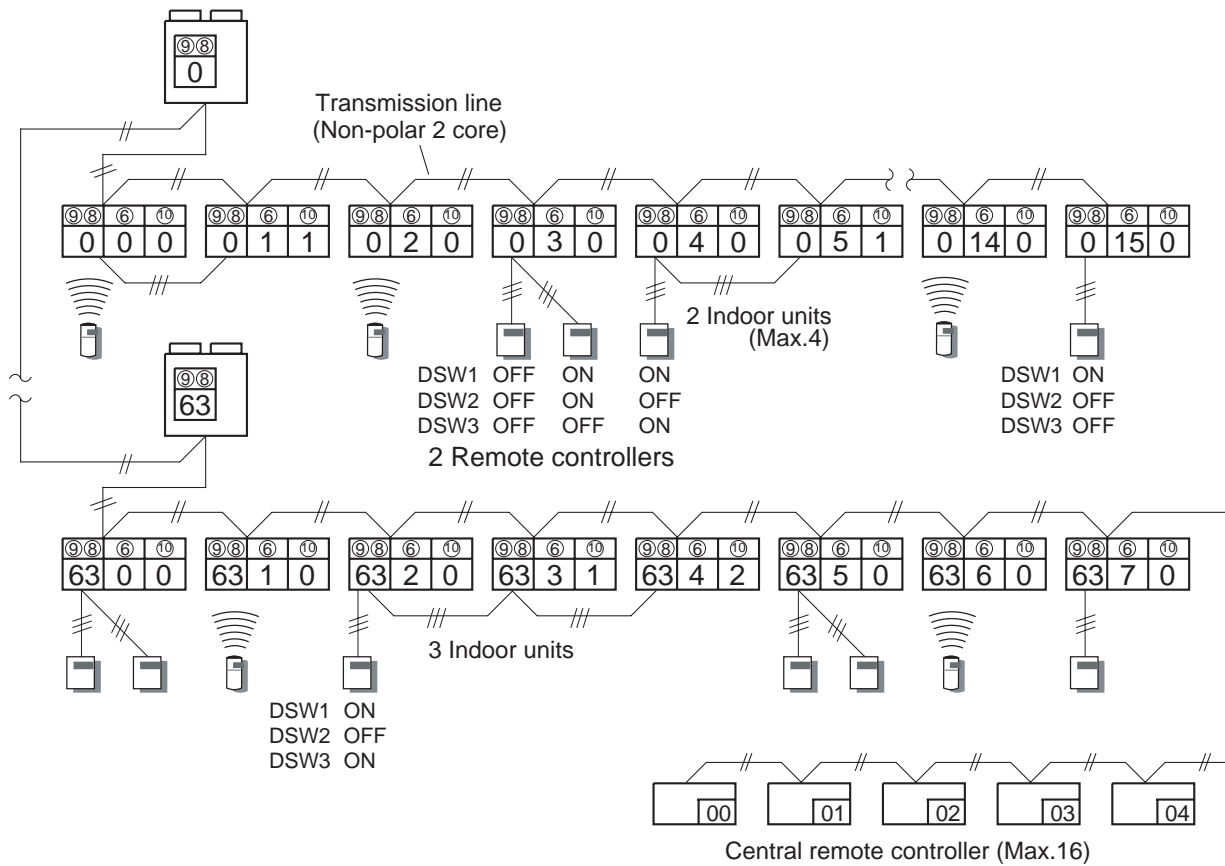 ⑨⑧
0
Transmission line
(Non-polar 2 core)
⑨⑧ ⑥ ⑩ ⑨⑧ ⑥ ⑩ ⑨⑧ ⑥ ⑩ ⑨⑧ ⑥ ⑩ ⑨⑧ ⑥ ⑩ ⑨⑧ ⑥ ⑩ ⑨⑧ ⑥ ⑩ ⑨⑧ ⑥ ⑩
0 0 0 0 1 1 0 2 0 0 3 0 0 4 0 0 5 1 0 14 0 0 15 0
2 Indoor units
(Max.4)
⑨⑧
63
DSW1 OFF ON ON DSW1 ON
DSW2 OFF ON OFF DSW2 OFF
DSW3 OFF OFF ON DSW3 OFF
2 Remote controllers
⑨⑧ ⑥ ⑩ ⑨⑧ ⑥ ⑩ ⑨⑧ ⑥ ⑩ ⑨⑧ ⑥ ⑩ ⑨⑧ ⑥ ⑩ ⑨⑧ ⑥ ⑩ ⑨⑧ ⑥ ⑩ ⑨⑧ ⑥ ⑩
63 0 0 63 1 0 63 2 0 63 3 1 63 4 2 63 5 0 63 6 0 63 7 0
3 Indoor units
DSW1 ON
DSW2 OFF
DSW3 ON
00 01 02 03 04
Central remote controller (Max.16)